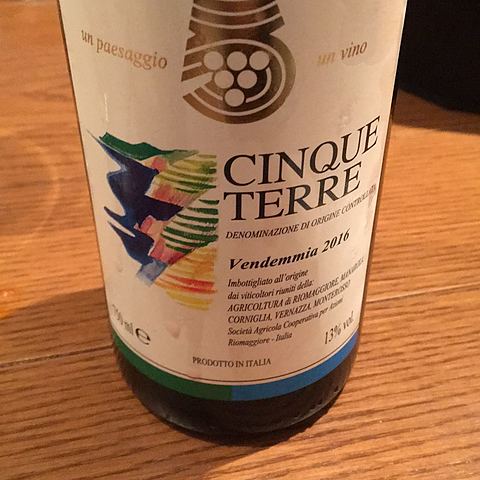 un paesaggio
un vino
CINQUE
TERRE
DENOMINAZIONE DI ORIGINE CONTROLLATA
Vendemmia 2016
Imbottigliato all'origine
dai viticoltori riuniti della:
AGRICOLTURA di RIOMAGGIORE, MANAROLA,
CORNIGLIA, VERNAZZA, MONTEROSSO
Società Agricola Cooperativa per Azioni
Riomaggiore - Italia
750 ml e
13% vol.
PRODOTTO IN ITALIA